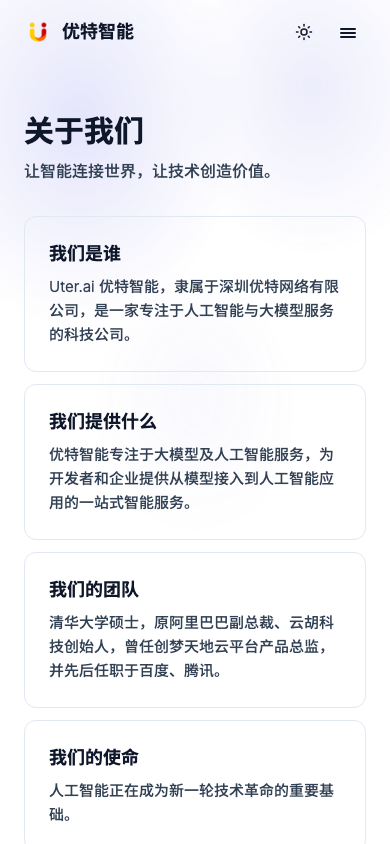 优特智能
关于我们
让智能连接世界，让技术创造价值。
我们是谁
Uter.ai 优特智能，隶属于深圳优特网络有限
公司，是一家专注于人工智能与大模型服务
的科技公司。
我们提供什么
优特智能专注于大模型及人工智能服务，为
开发者和企业提供从模型接入到人工智能应
用的一站式智能服务。
我们的团队
清华大学硕士，原阿里巴巴副总裁、云胡科
技创始人，曾任创梦天地云平台产品总监，
并先后任职于百度、腾讯。
我们的使命
人工智能正在成为新一轮技术革命的重要基
础。